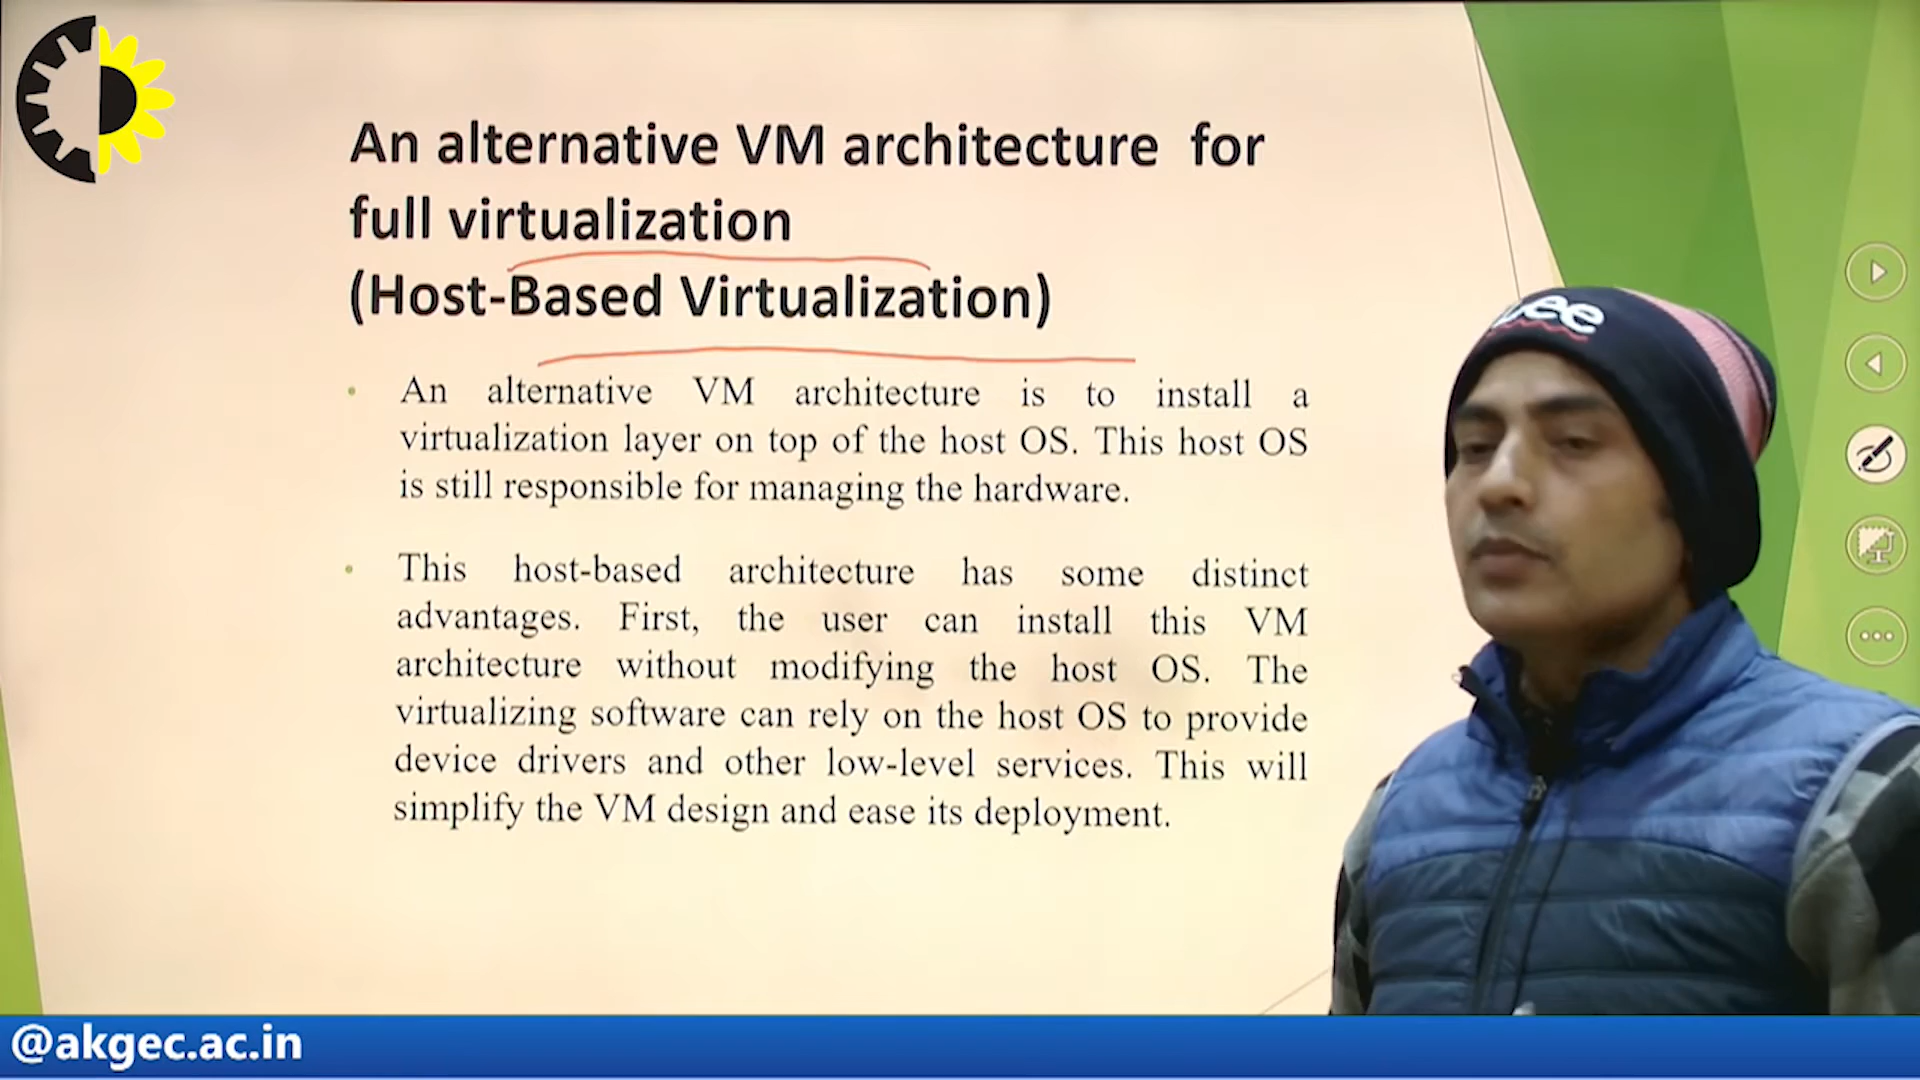 An alternative VM architecture for
full virtualization
(Host-Based Virtualization)
• An alternative VM architecture is to install a
virtualization layer on top of the host OS. This host OS
is still responsible for managing the hardware.
• This host-based architecture has some distinct
advantages. First, the user can install this VM
architecture without modifying the host OS. The
virtualizing software can rely on the host OS to provide
device drivers and other low-level services. This will
simplify the VM design and ease its deployment.
Lee
@akgec.ac.in